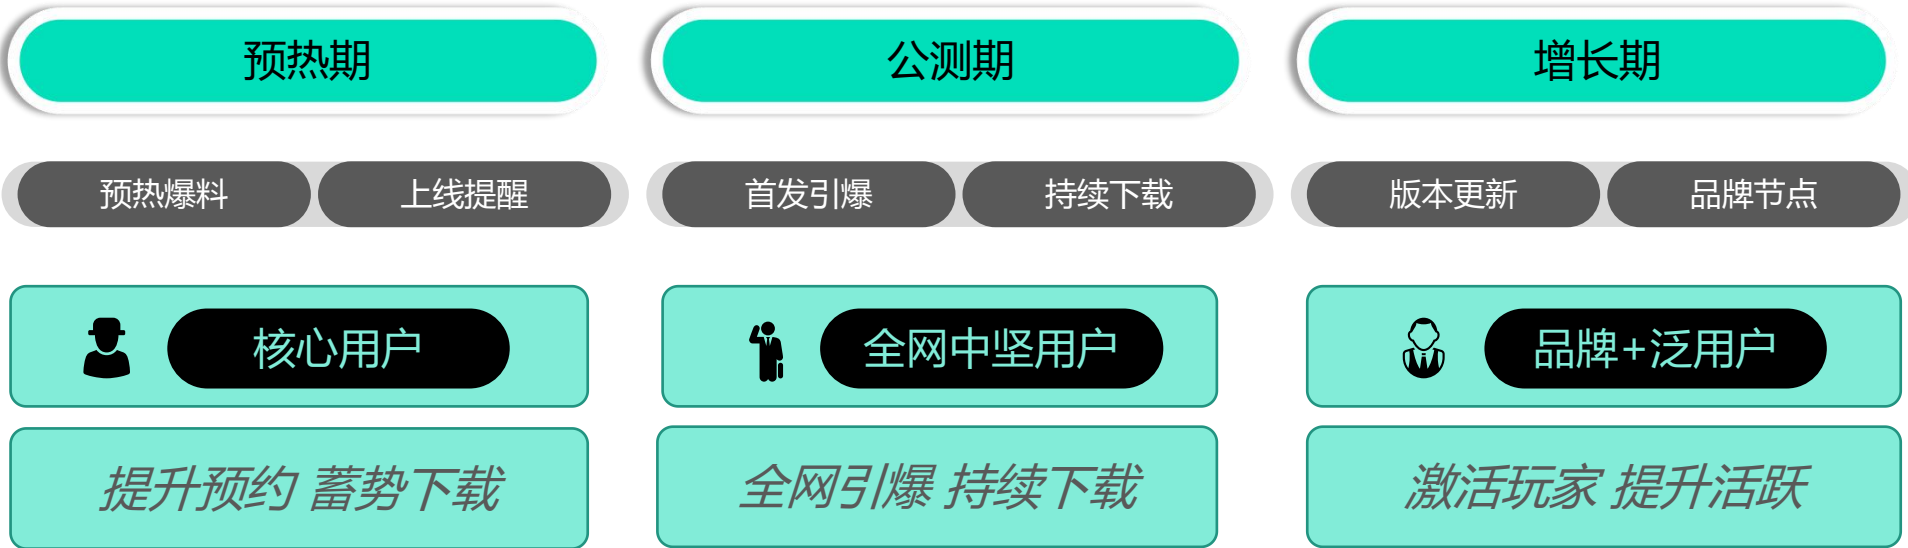 预热期
公测期
增长期
预热爆料
上线提醒
首发引爆
持续下载
版本更新
品牌节点
核心用户
全网中坚用户
品牌+泛用户
提升预约 蓄势下载
全网引爆 持续下载
激活玩家 提升活跃